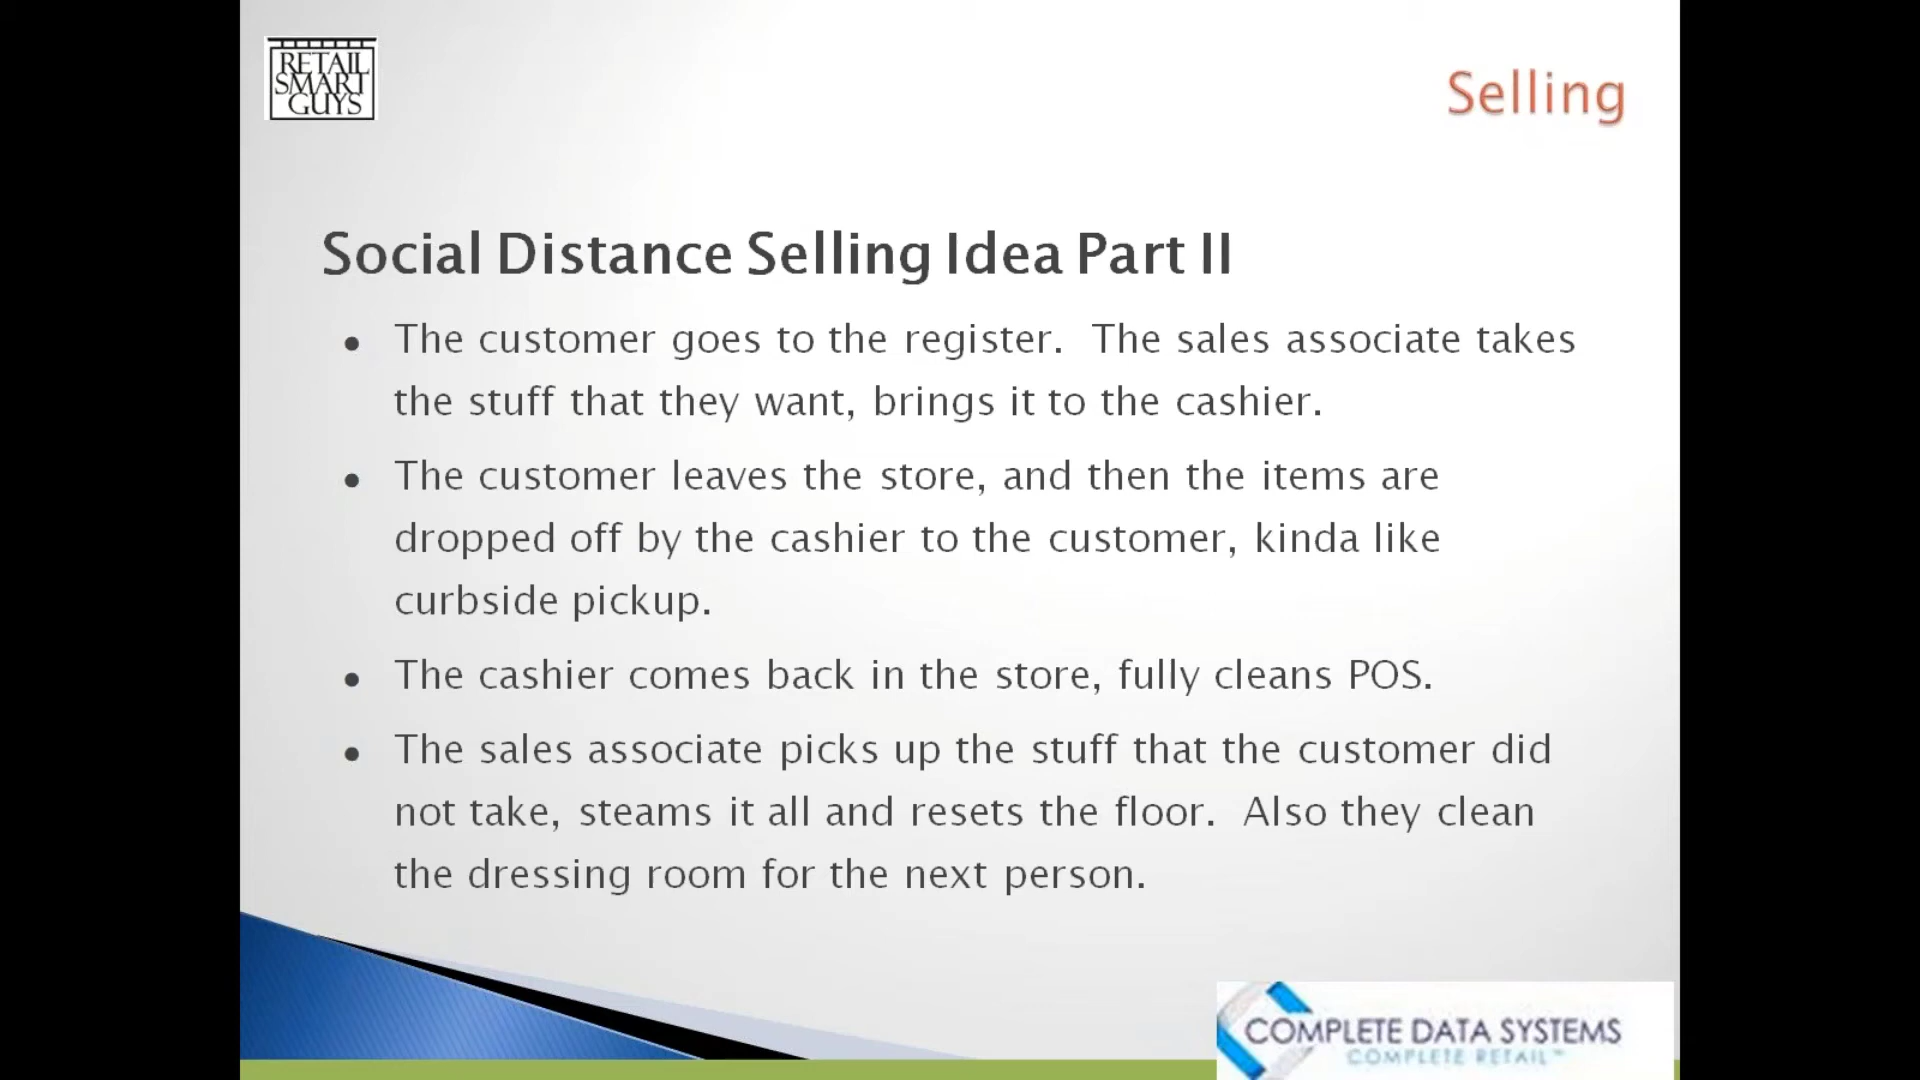 RETAIL
SMART
GUYS
Selling
Social Distance Selling Idea Part II
• The customer goes to the register.  The sales associate takes
the stuff that they want, brings it to the cashier.
• The customer leaves the store, and then the items are
dropped off by the cashier to the customer, kinda like
curbside pickup.
• The cashier comes back in the store, fully cleans POS.
• The sales associate picks up the stuff that the customer did
not take, steams it all and resets the floor.  Also they clean
the dressing room for the next person.
COMPLETE DATA SYSTEMS
COMPLETE RETAIL™